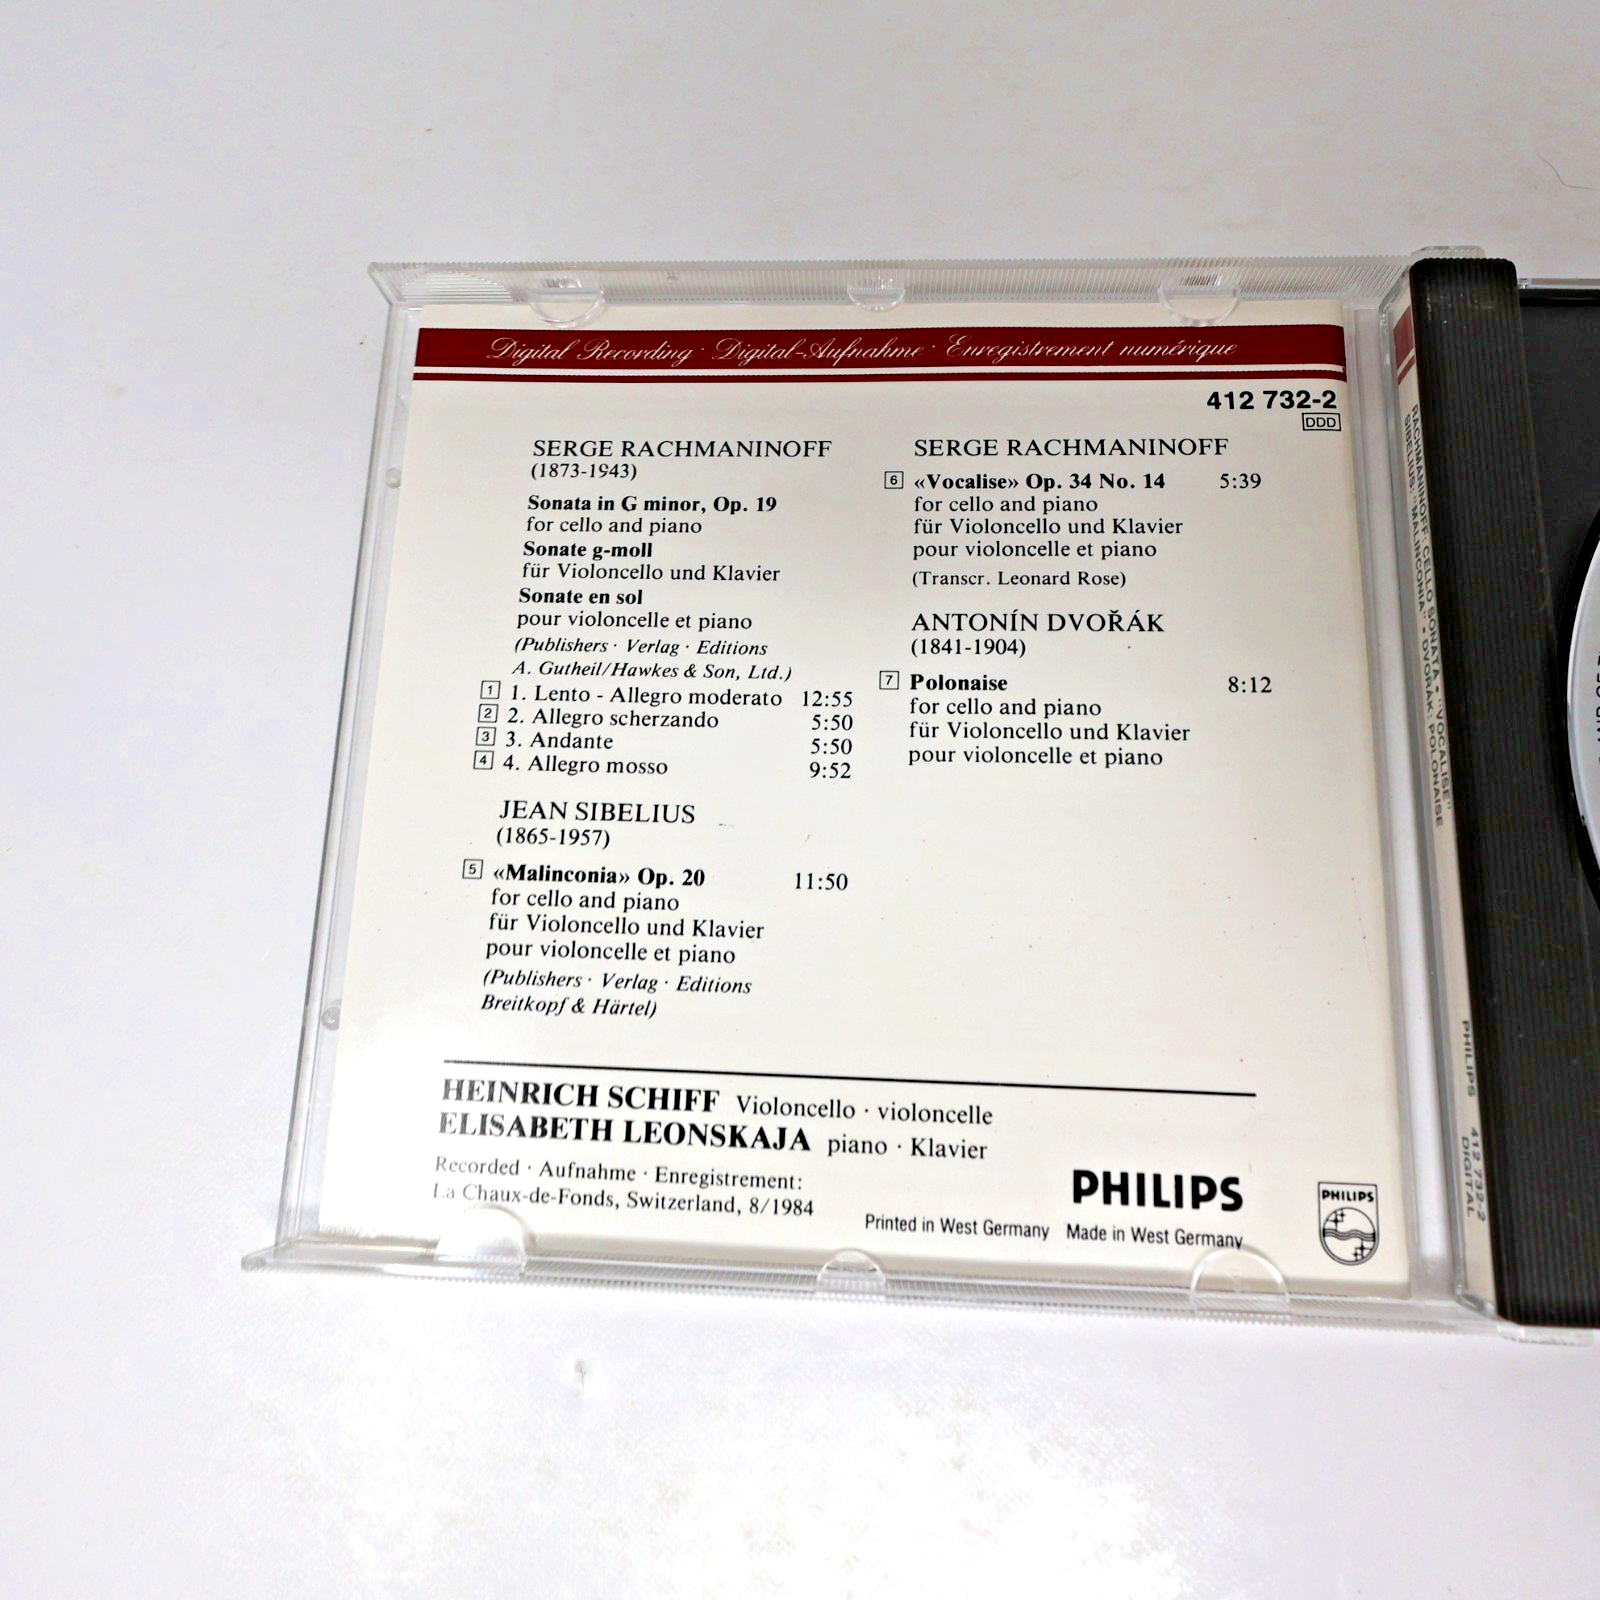 Digital Recording · Digital-Aufnahme · Enregistrement numérique
412 732-2
DDD
SERGE RACHMANINOFF
(1873-1943)
Sonata in G minor, Op. 19
for cello and piano
Sonate g-moll
für Violoncello und Klavier
Sonate en sol
pour violoncelle et piano
(Publishers · Verlag · Editions
A. Gutheil/Hawkes & Son, Ltd.)
1 1. Lento - Allegro moderato 12:55
2 2. Allegro scherzando 5:50
3 3. Andante 5:50
4 4. Allegro mosso 9:52
JEAN SIBELIUS
(1865-1957)
5 «Malinconia» Op. 20 11:50
for cello and piano
für Violoncello und Klavier
pour violoncelle et piano
(Publishers · Verlag · Editions
Breitkopf & Härtel)
SERGE RACHMANINOFF
6 «Vocalise» Op. 34 No. 14 5:39
for cello and piano
für Violoncello und Klavier
pour violoncelle et piano
(Transcr. Leonard Rose)
ANTONÍN DVOŘÁK
(1841-1904)
7 Polonaise 8:12
for cello and piano
für Violoncello und Klavier
pour violoncelle et piano
HEINRICH SCHIFF Violoncello · violoncelle
ELISABETH LEONSKAJA piano · Klavier
Recorded · Aufnahme · Enregistrement:
La Chaux-de-Fonds, Switzerland, 8/1984
PHILIPS
Printed in West Germany Made in West Germany
PHILIPS
RACHMANINOFF: CELLO SONATA • "VOCALISE"
SIBELIUS: "MALINCONIA" • DVOŘÁK: POLONAISE
PHILIPS
412 732-2
DIGITAL